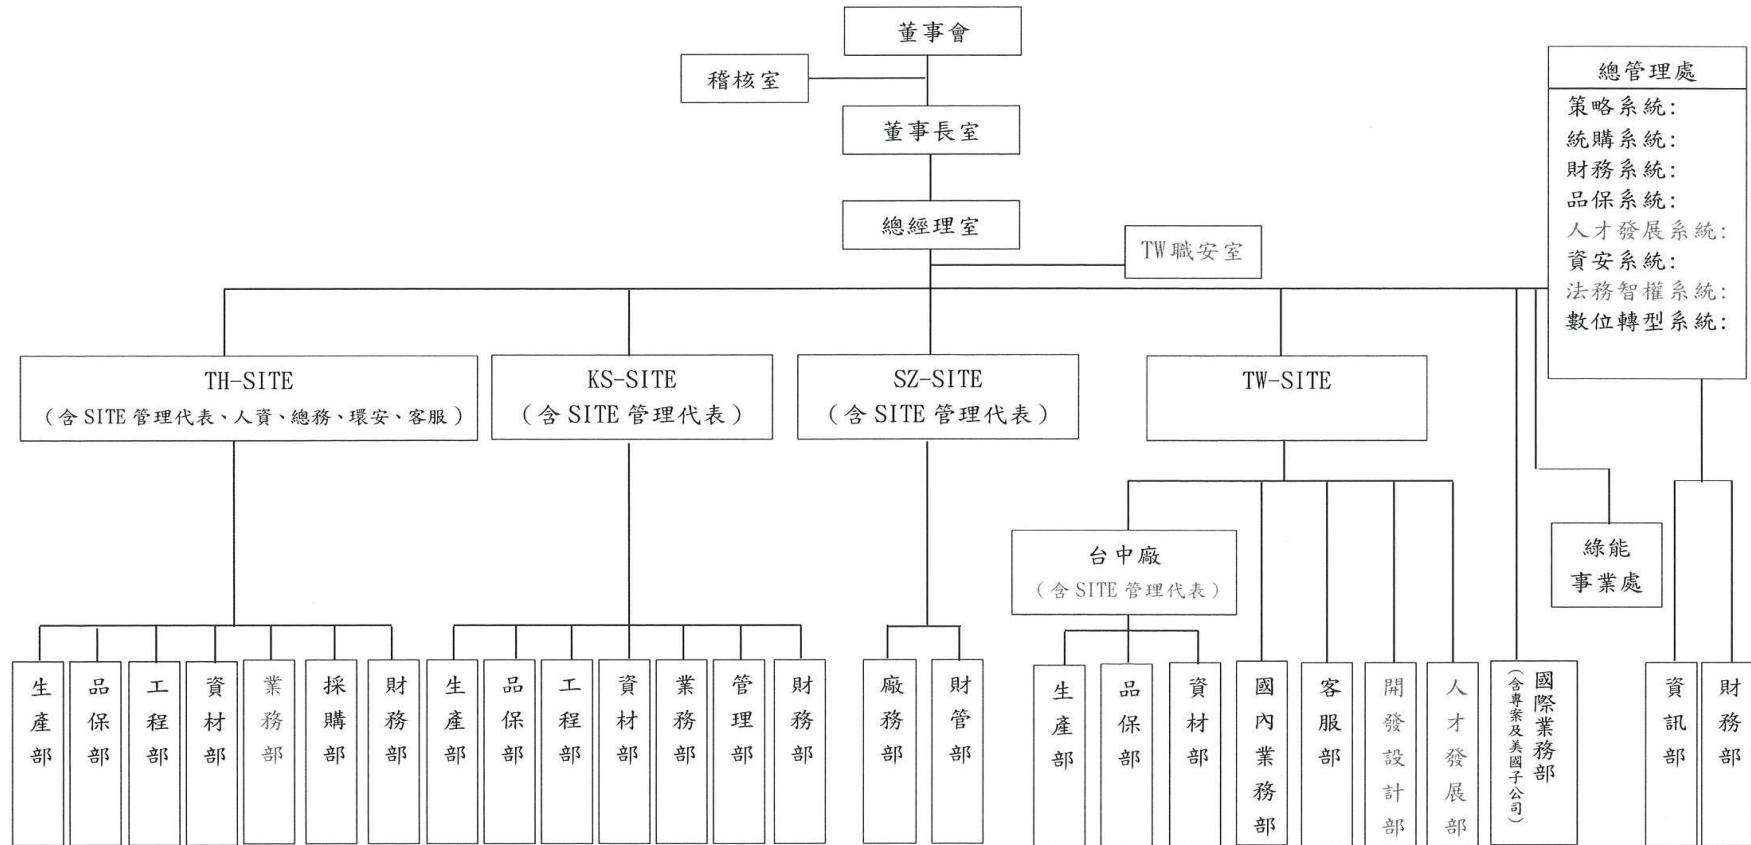 董事會
稽核室
董事長室
總經理室
TW職安室
總管理處
策略系統:
統購系統:
財務系統:
品保系統:
人才發展系統:
資安系統:
法務智權系統:
數位轉型系統:
TH-SITE
(含SITE管理代表、人資、總務、環安、客服)
KS-SITE
(含SITE管理代表)
SZ-SITE
(含SITE管理代表)
TW-SITE
台中廠
(含SITE管理代表)
綠能
事業處
生產部
品保部
工程部
資材部
業務部
採購部
財務部
生產部
品保部
工程部
資材部
業務部
管理部
財務部
廠務部
財管部
生產部
品保部
資材部
國內業務部
客服部
開發設計部
人才發展部
國際業務部
(含專案及美國子公司)
資訊部
財務部